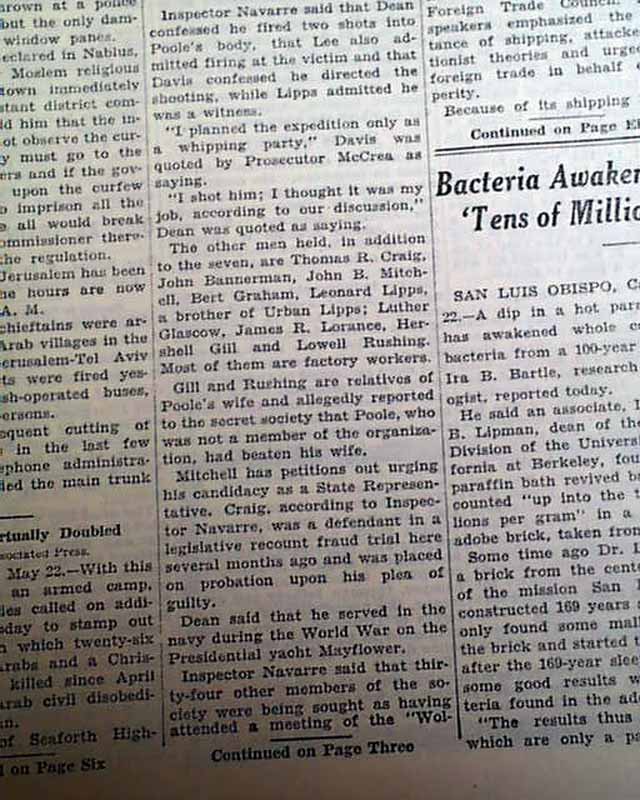 at a police
but the only dam-
window panes.
eclared in Nablus,
Moslem religious
own immediately
stant district com-
him that the in-
ot observe the cur-
must go to the
ers and if the gov-
upon the curfew
imprison all the
all would break
ommissioner there-
the regulation.
Jerusalem has been
hours are now
A. M.
chieftains were ar-
Arab villages in the
erusalem-Tel Aviv
ts were fired yes-
sh-operated buses,
ersons.
equent cutting of
in the last few
ephone administra-
the main trunk
rtually Doubled
sociated Press.
May 22.—With this
an armed camp,
called on addi-
day to stamp out
which twenty-six
rabs and a Chris-
killed since April
rab civil disobedi-
of Seaforth High-
on Page Six
Inspector Navarre said that Dean
confessed he fired two shots into
Poole's body, that Lee also ad-
mitted firing at the victim and that
Davis confessed he directed the
shooting, while Lipps admitted he
was a witness.
"I planned the expedition only as
a whipping party," Davis was
quoted by Prosecutor McCrea as
saying.
"I shot him; I thought it was my
job, according to our discussion,"
Dean was quoted as saying.
The other men held, in addition
to the seven, are Thomas R. Craig,
John Bannerman, John B. Mitch-
ell, Bert Graham, Leonard Lipps,
a brother of Urban Lipps; Luther
Glascow, James R. Lorance, Her-
shell Gill and Lowell Rushing.
Most of them are factory workers.
Gill and Rushing are relatives of
Poole's wife and allegedly reported
to the secret society that Poole, who
was not a member of the organiza-
tion, had beaten his wife.
Mitchell has petitions out urging
his candidacy as a State Represen-
tative. Craig, according to Inspec-
tor Navarre, was a defendant in a
legislative recount fraud trial here
several months ago and was placed
on probation upon his plea of
guilty.
Dean said that he served in the
navy during the World War on the
Presidential yacht Mayflower.
Inspector Navarre said that thir-
ty-four other members of the so-
ciety were being sought as having
attended a meeting of the "Wol-
Continued on Page Three
Foreign Trade Council
speakers emphasized the
tance of shipping, attacke
tionist theories and urge
foreign trade in behalf
perity.
Because of its shipping
Continued on Page Ei
Bacteria Awaken
'Tens of Millio
SAN LUIS OBISPO, Ca
22.—A dip in a hot par
has awakened whole c
bacteria from a 100-year
Ira B. Bartle, research
ogist, reported today.
He said an associate,
B. Lipman, dean of the
Division of the Universi
fornia at Berkeley, fou
paraffin bath revived b
counted "up into the
lions per gram" in a
adobe brick, taken from
Some time ago Dr. L
a brick from the cente
of the mission San
constructed 169 years
only found some mal
the brick and started t
after the 169-year slee
some good results w
teria found in the ad
"The results thus
which are only a pa